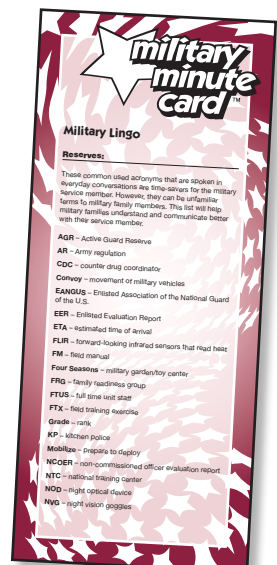 military
minute
card™
Military Lingo
Reserves:
These common used acronyms that are spoken in
everyday conversations are time-savers for the military
service member. However, they can be unfamiliar
terms for military family members. This list will help
military families understand and communicate better
with their service member.
AGR – Active Guard Reserve
AR – Army regulation
CDC – counter drug coordinator
Convoy – movement of military vehicles
EANGUS – Enlisted Association of the National Guard
of the U.S.
EER – Enlisted Evaluation Report
ETA – estimated time of arrival
FLIR – forward-looking infrared sensors that read heat
FM – field manual
Four Seasons – military garden/toy center
FRG – family readiness group
FTUS – full time unit staff
FTX – field training exercise
Grade – rank
KP – kitchen police
Mobilize – prepare to deploy
NCOER – non-commissioned officer evaluation report
NTC – national training center
NOD – night optical device
NVG – night vision goggles